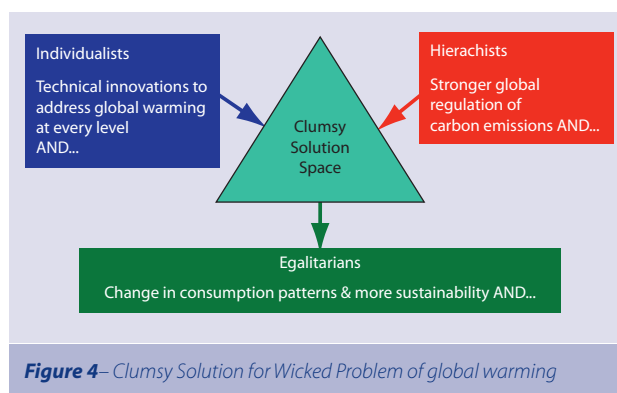 Individualists
Technical innovations to
address global warming
at every level
AND...
Hierachists
Stronger global
regulation of
carbon emissions AND...
Clumsy
Solution
Space
Egalitarians
Change in consumption patterns & more sustainability AND...
Figure 4– Clumsy Solution for Wicked Problem of global warming